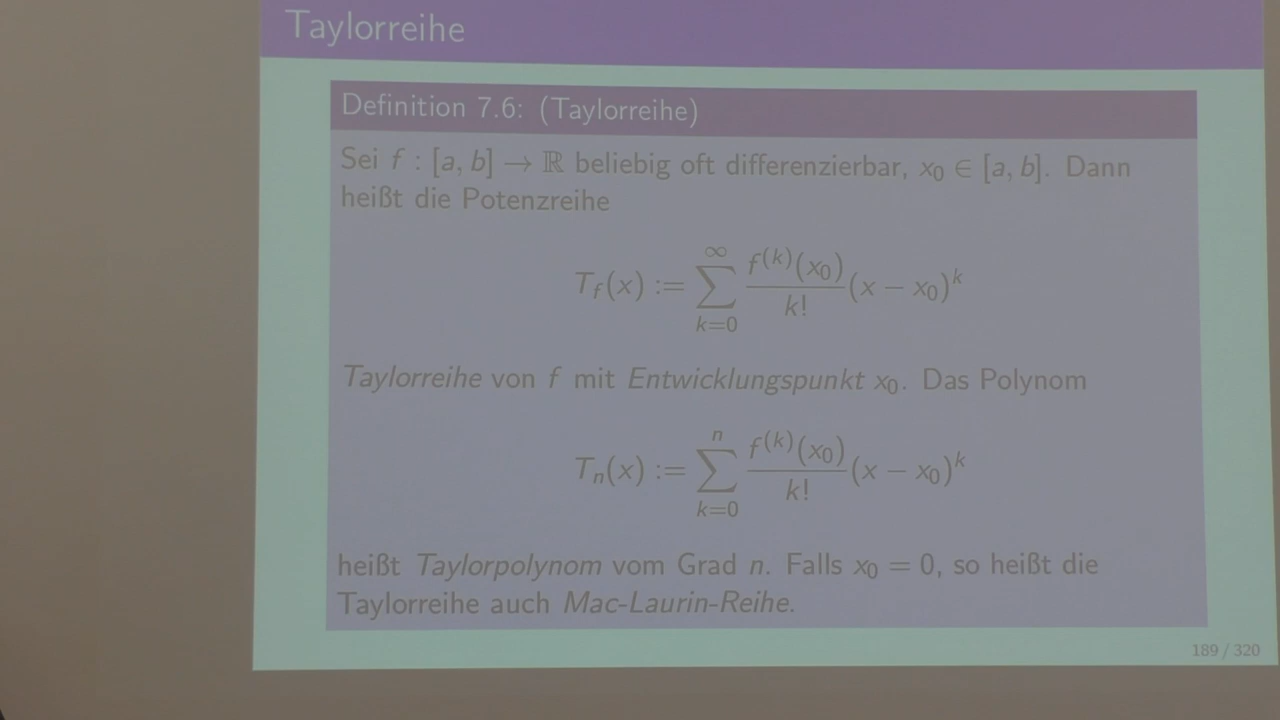 Taylorreihe
Definition 7.6: (Taylorreihe)
Sei f : [a, b] → ℝ beliebig oft differenzierbar, x₀ ∈ [a, b]. Dann
heißt die Potenzreihe
T_f(x) := ∑_{k=0}^{∞} f^{(k)}(x₀)/k! (x − x₀)^k
Taylorreihe von f mit Entwicklungspunkt x₀. Das Polynom
T_n(x) := ∑_{k=0}^{n} f^{(k)}(x₀)/k! (x − x₀)^k
heißt Taylorpolynom vom Grad n. Falls x₀ = 0, so heißt die
Taylorreihe auch Mac-Laurin-Reihe.
189 / 320